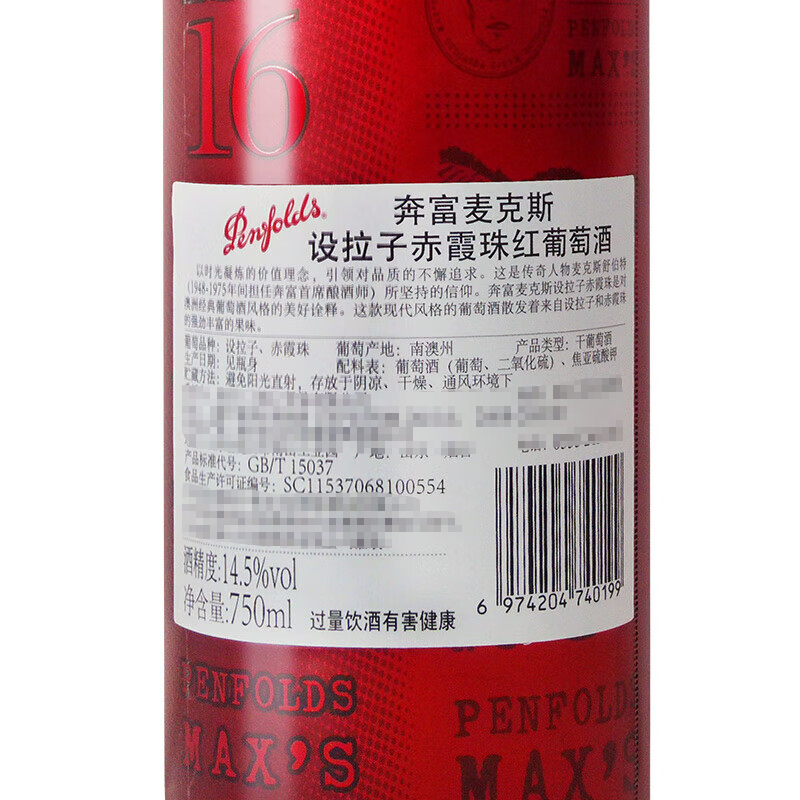 16
PENFOLDS
MAX'S
Penfolds
奔富麦克斯
设拉子赤霞珠红葡萄酒
以时光凝炼的价值理念，引领对品质的不懈追求。这是传奇人物麦克斯舒伯特
(1948-1975年间担任奔富首席酿酒师）所坚持的信仰。奔富麦克斯设拉子赤霞珠是对
澳洲经典葡萄酒风格的美好诠释。这款现代风格的葡萄酒散发着来自设拉子和赤霞珠
的强劲丰富的果味。
葡萄品种：设拉子、赤霞珠 葡萄产地：南澳州 产品类型：干葡萄酒
生产日期：见瓶身 配料表：葡萄酒（葡萄、二氧化硫）、焦亚硫酸钾
贮藏方法：避免阳光直射，存放于阴凉、干燥、通风环境下
产品标准代号：GB/T 15037
食品生产许可证编号：SC11537068100554
酒精度:14.5%vol
净含量:750ml 过量饮酒有害健康
6 974204 740199
PENFOLDS
MAX'S
PENFOLDS
MAX'S